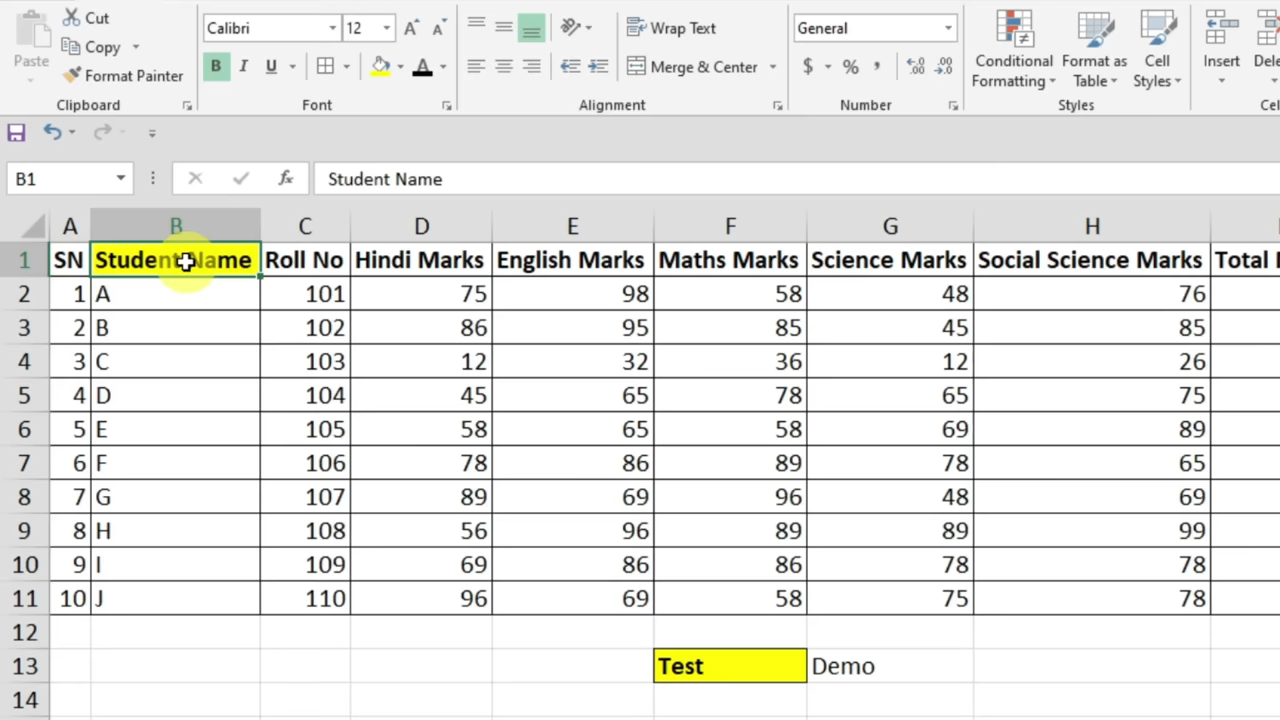 Cut
Copy
Format Painter
Paste
Clipboard
Calibri 12
B I U
Font
Wrap Text
Merge & Center
Alignment
General
$ % ,
Number
Conditional Formatting
Format as Table
Cell Styles
Styles
Insert
B1 fx Student Name
A B C D E F G H
1 SN Student Name Roll No Hindi Marks English Marks Maths Marks Science Marks Social Science Marks Total
2 1 A 101 75 98 58 48 76
3 2 B 102 86 95 85 45 85
4 3 C 103 12 32 36 12 26
5 4 D 104 45 65 78 65 75
6 5 E 105 58 65 58 69 89
7 6 F 106 78 86 89 78 65
8 7 G 107 89 69 96 48 69
9 8 H 108 56 96 89 89 99
10 9 I 109 69 86 86 78 78
11 10 J 110 96 69 58 75 78
12
13 Test Demo
14